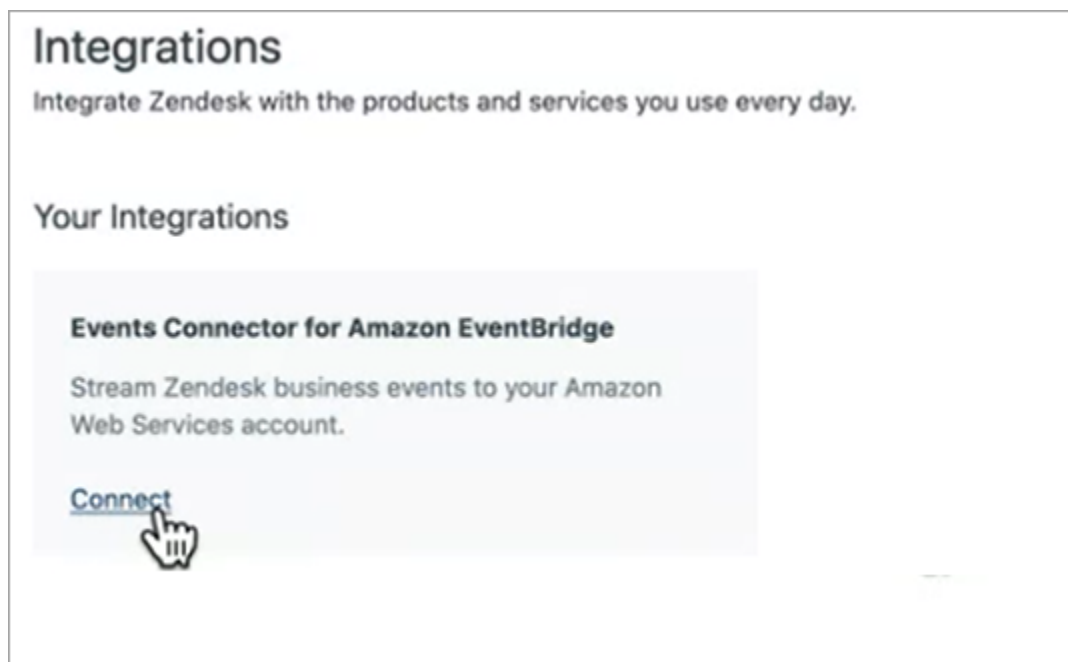 Integrations
Integrate Zendesk with the products and services you use every day.
Your Integrations
Events Connector for Amazon EventBridge
Stream Zendesk business events to your Amazon
Web Services account.
Connect